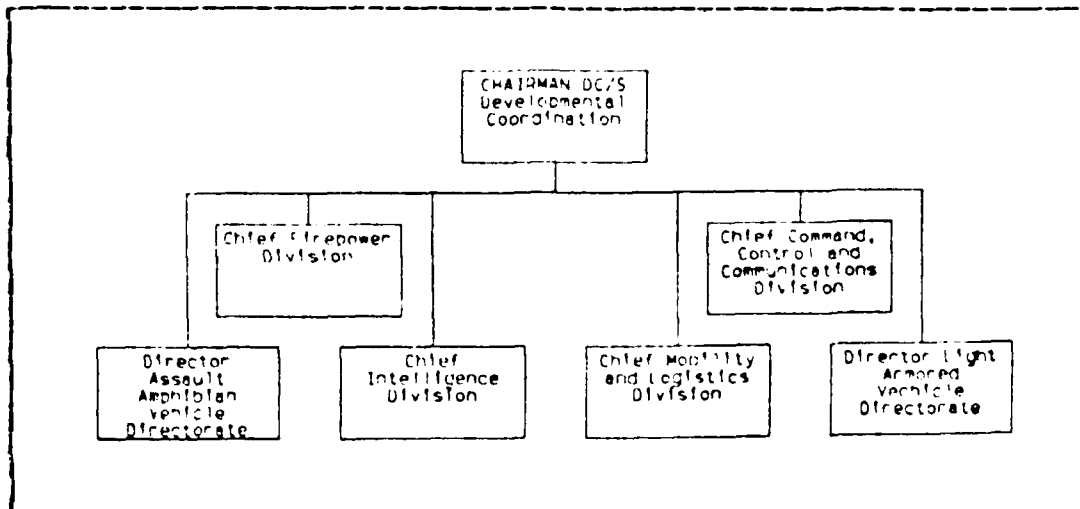 CHAIRMAN DC/S
Developmental
Coordination
Chief Firepower
Division
Chief Command,
Control and
Communications
Division
Director
Assault
Amphibian
Vehicle
Directorate
Chief
Intelligence
Division
Chief Mobility
and Logistics
Division
Director Light
Armored
Vechicle
Directorate